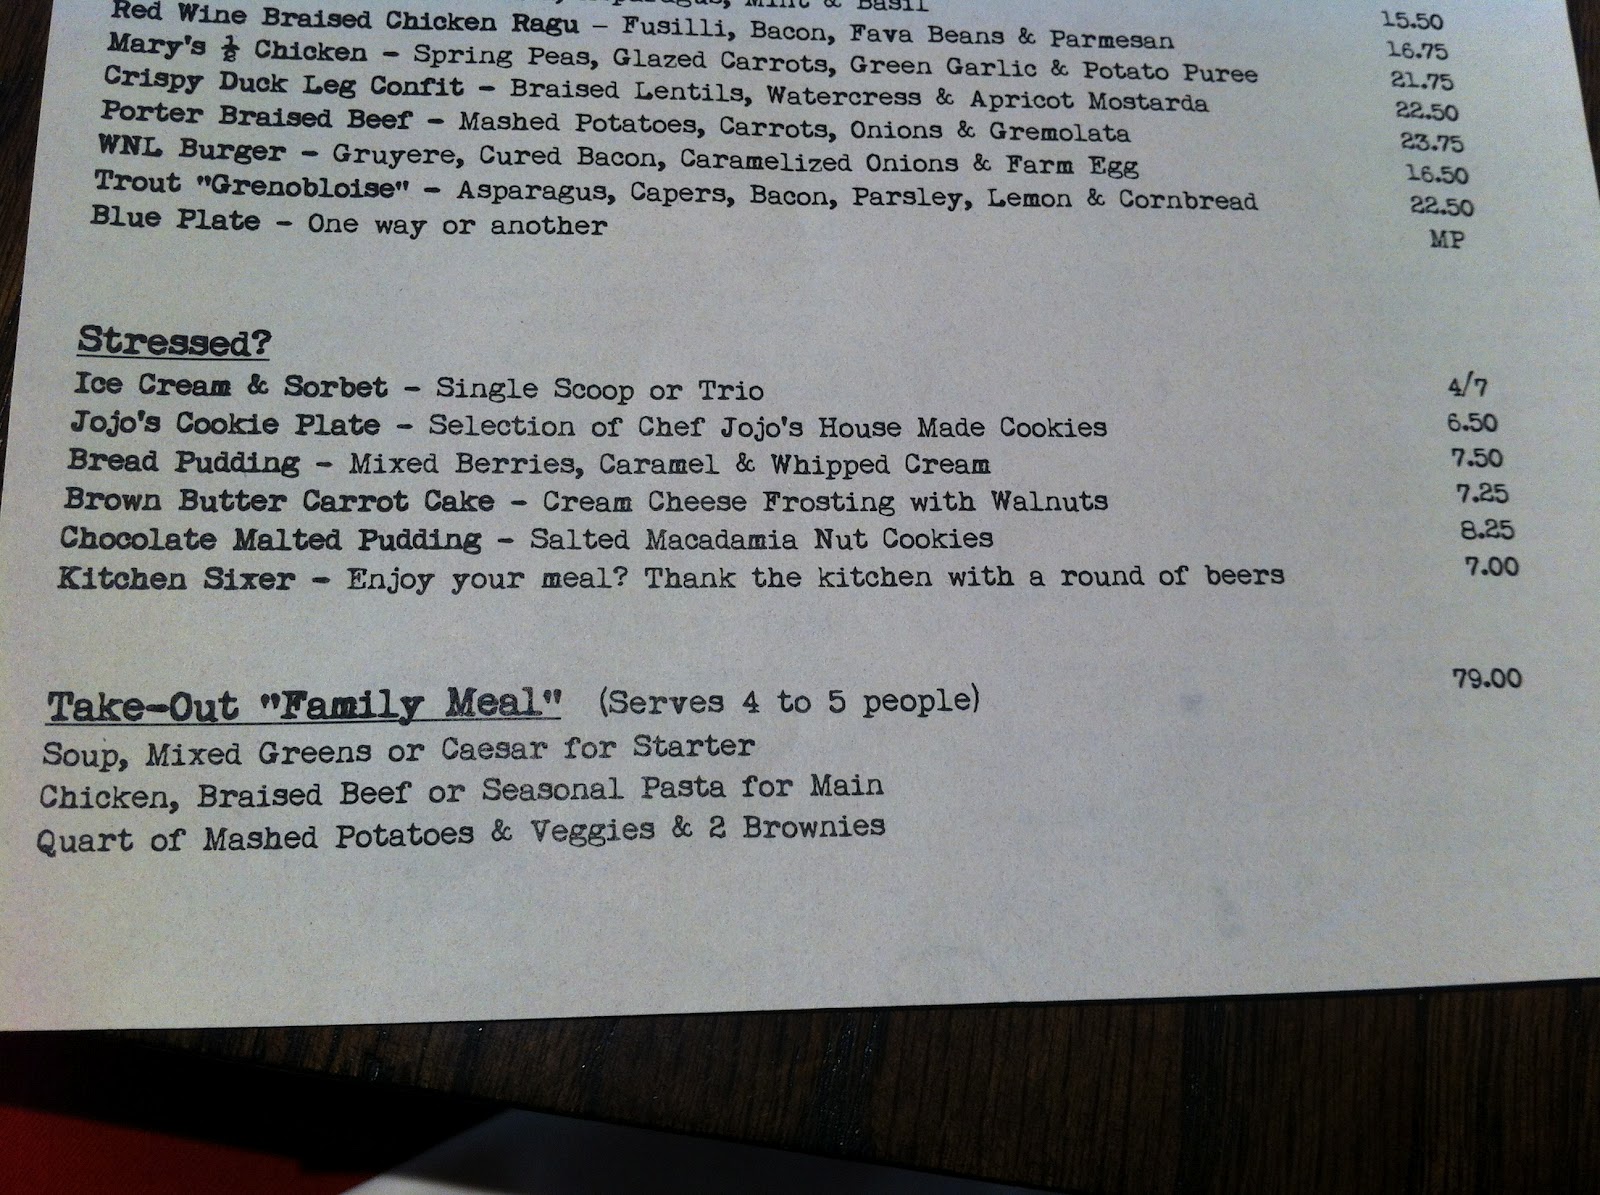 Asparagus, Mint & Basil 15.50
Red Wine Braised Chicken Ragu – Fusilli, Bacon, Fava Beans & Parmesan 16.75
Mary's ½ Chicken – Spring Peas, Glazed Carrots, Green Garlic & Potato Puree 21.75
Crispy Duck Leg Confit – Braised Lentils, Watercress & Apricot Mostarda 22.50
Porter Braised Beef – Mashed Potatoes, Carrots, Onions & Gremolata 23.75
WNL Burger – Gruyere, Cured Bacon, Caramelized Onions & Farm Egg 16.50
Trout "Grenobloise" – Asparagus, Capers, Bacon, Parsley, Lemon & Cornbread 22.50
Blue Plate – One way or another MP
Stressed?
Ice Cream & Sorbet – Single Scoop or Trio 4/7
Jojo's Cookie Plate – Selection of Chef Jojo's House Made Cookies 6.50
Bread Pudding – Mixed Berries, Caramel & Whipped Cream 7.50
Brown Butter Carrot Cake – Cream Cheese Frosting with Walnuts 7.25
Chocolate Malted Pudding – Salted Macadamia Nut Cookies 8.25
Kitchen Sixer – Enjoy your meal? Thank the kitchen with a round of beers 7.00
Take-Out "Family Meal" (Serves 4 to 5 people) 79.00
Soup, Mixed Greens or Caesar for Starter
Chicken, Braised Beef or Seasonal Pasta for Main
Quart of Mashed Potatoes & Veggies & 2 Brownies